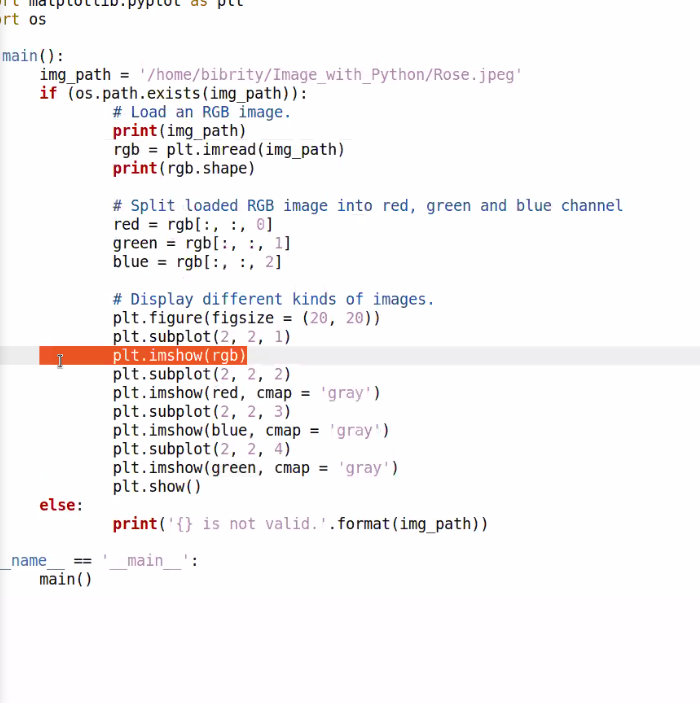 matplotlib.pyplot as plt
os
main():
img_path = '/home/bibrity/Image_with_Python/Rose.jpeg'
if (os.path.exists(img_path)):
# Load an RGB image.
print(img_path)
rgb = plt.imread(img_path)
print(rgb.shape)
# Split loaded RGB image into red, green and blue channel
red = rgb[:, :, 0]
green = rgb[:, :, 1]
blue = rgb[:, :, 2]
# Display different kinds of images.
plt.figure(figsize = (20, 20))
plt.subplot(2, 2, 1)
plt.imshow(rgb)
plt.subplot(2, 2, 2)
plt.imshow(red, cmap = 'gray')
plt.subplot(2, 2, 3)
plt.imshow(blue, cmap = 'gray')
plt.subplot(2, 2, 4)
plt.imshow(green, cmap = 'gray')
plt.show()
else:
print('{} is not valid.'.format(img_path))
_name__ == '__main__':
main()